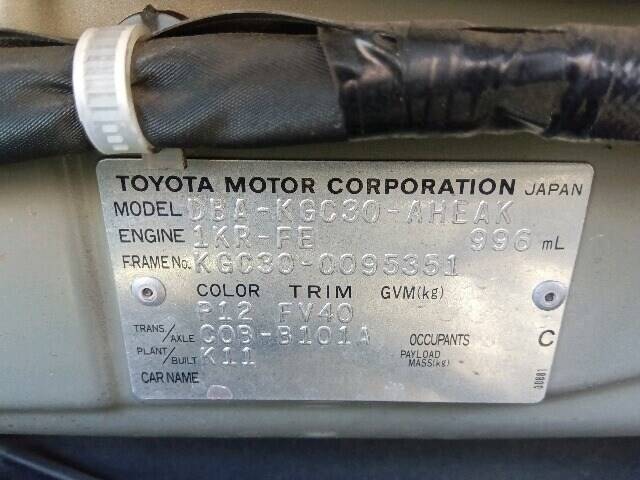 TOYOTA MOTOR CORPORATION JAPAN
MODEL DBA-KGC30-AHEAK
ENGINE 1KR-FE 996 mL
FRAME No. KGC30-0095351
COLOR TRIM GVM(kg)
P12 FV40
TRANS/AXLE C0B-B101A OCCUPANTS C
PLANT/BUILT K11 PAYLOAD MASS(kg)
CAR NAME